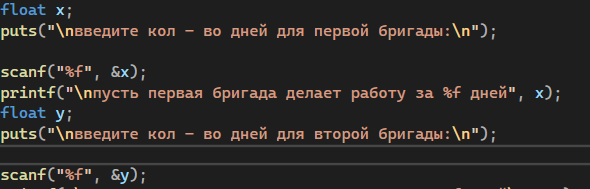 float x;
puts("\nвведите кол - во дней для первой бригады:\n");
scanf("%f", &x);
printf("\nпусть первая бригада делает работу за %f дней", x);
float y;
puts("\nвведите кол - во дней для второй бригады:\n");
scanf("%f", &y);